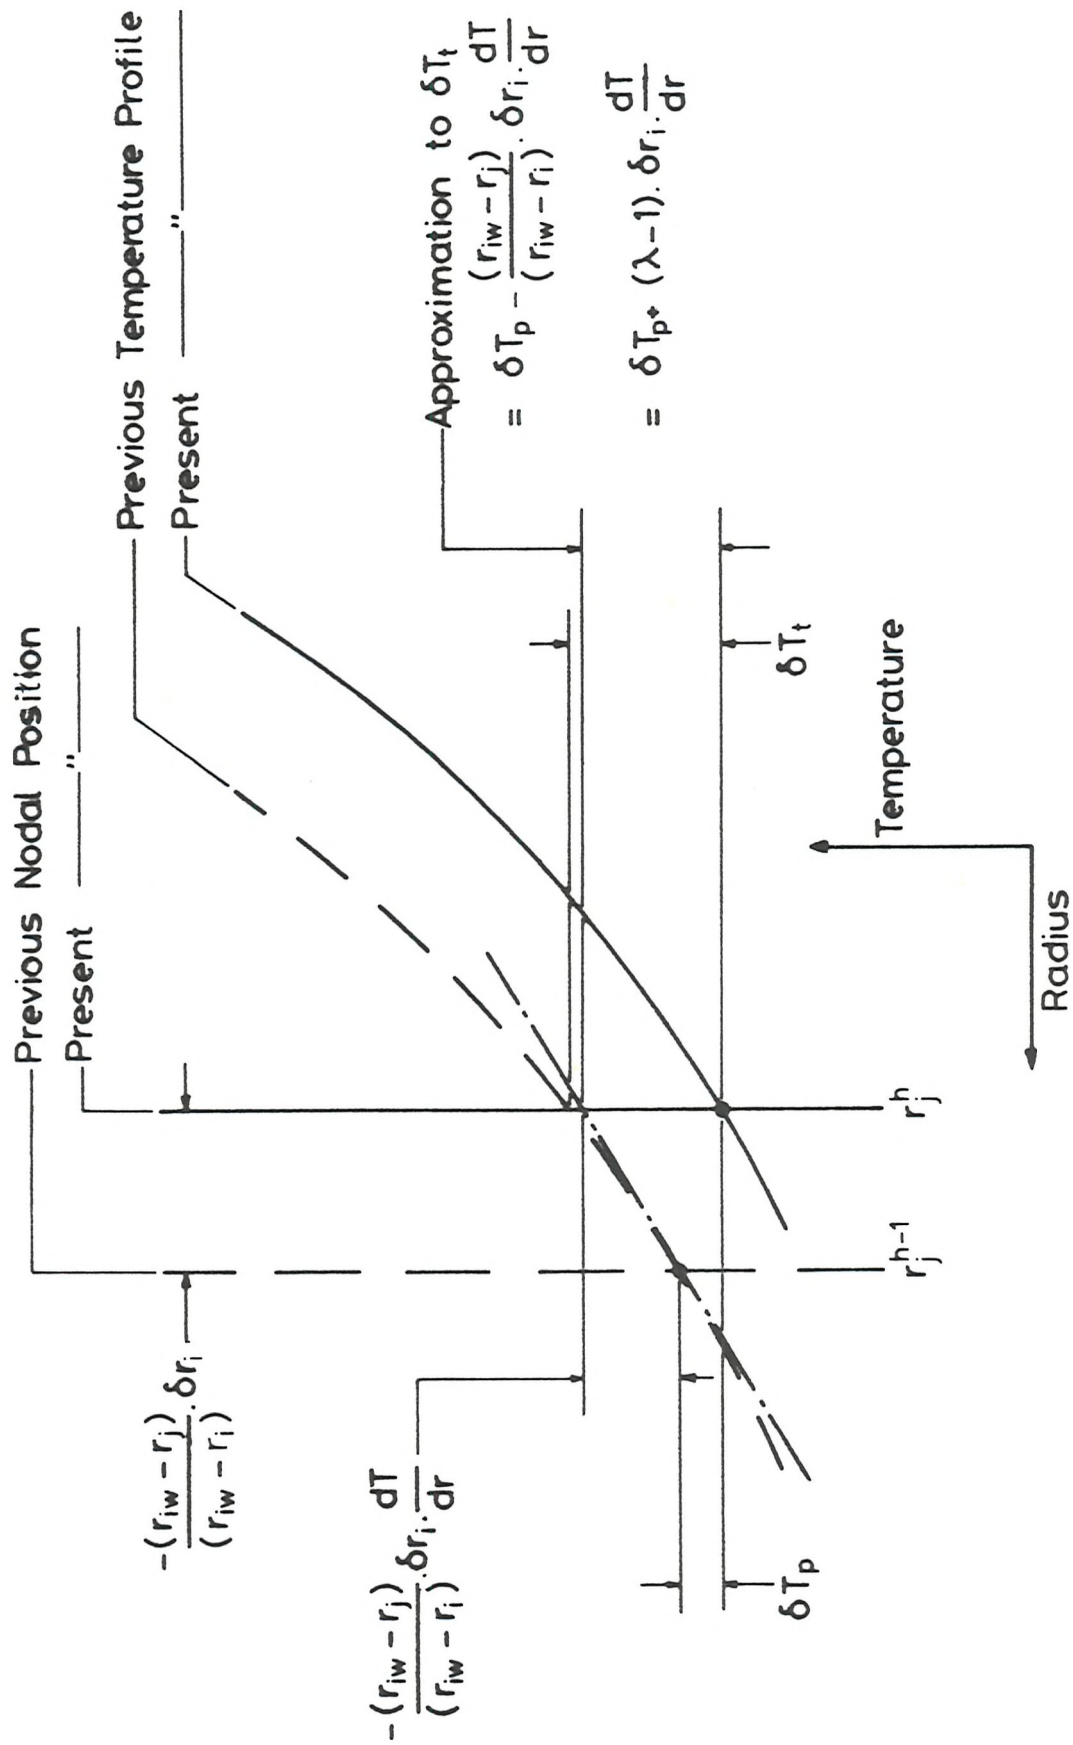 Previous Nodal Position
Present ——"——
Previous Temperature Profile
Present ——"——
-(r_iw - r_j)/(r_iw - r_i) . δr_i
-(r_iw - r_j)/(r_iw - r_i) . δr_i . dT/dr
Approximation to δT_t
= δT_p - (r_iw - r_j)/(r_iw - r_i) . δr_i . dT/dr
= δT_p + (λ-1). δr_i . dT/dr
δT_p
δT_t
r_j^h-1
r_j^h
Temperature
Radius